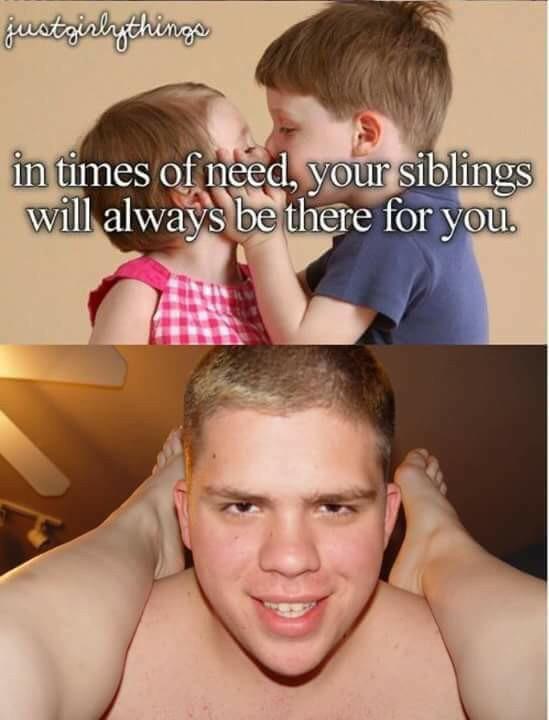 justgirlythings
in times of need, your siblings
will always be there for you.